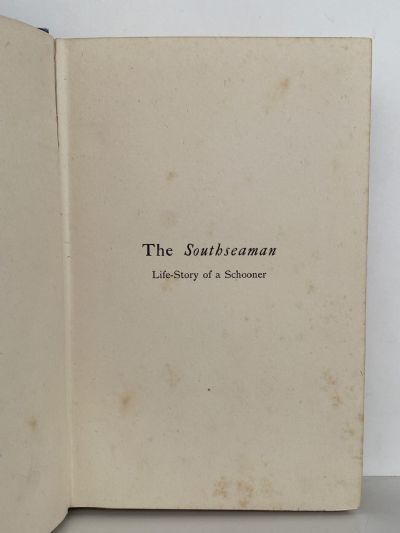 The Southseaman
Life-Story of a Schooner